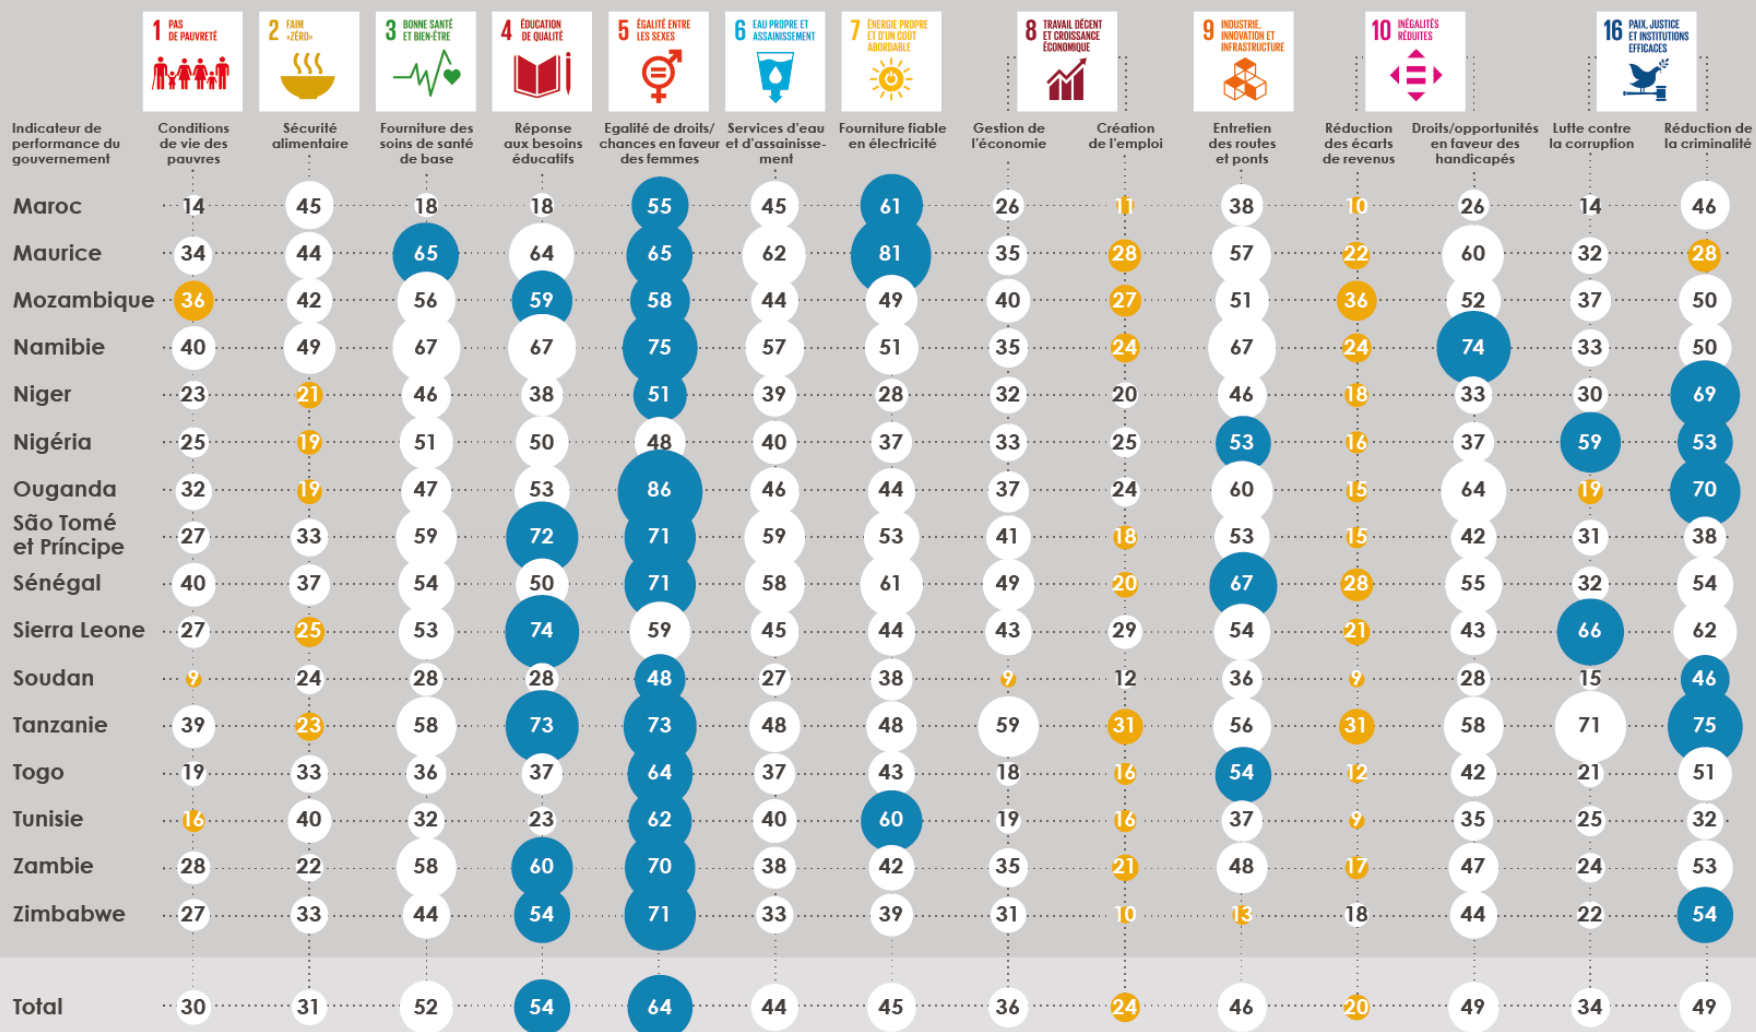 1 PAS DE PAUVRETÉ
2 FAIM «ZÉRO»
3 BONNE SANTÉ ET BIEN-ÊTRE
4 ÉDUCATION DE QUALITÉ
5 ÉGALITÉ ENTRE LES SEXES
6 EAU PROPRE ET ASSAINISSEMENT
7 ÉNERGIE PROPRE ET D'UN COÛT ABORDABLE
8 TRAVAIL DÉCENT ET CROISSANCE ÉCONOMIQUE
9 INDUSTRIE, INNOVATION ET INFRASTRUCTURE
10 INÉGALITÉS RÉDUITES
16 PAIX, JUSTICE ET INSTITUTIONS EFFICACES
Indicateur de performance du gouvernement
Conditions de vie des pauvres
Sécurité alimentaire
Fourniture des soins de santé de base
Réponse aux besoins éducatifs
Egalité de droits/ chances en faveur des femmes
Services d'eau et d'assainisse-ment
Fourniture fiable en électricité
Gestion de l'économie
Création de l'emploi
Entretien des routes et ponts
Réduction des écarts de revenus
Droits/opportunités en faveur des handicapés
Lutte contre la corruption
Réduction de la criminalité
Maroc 14 45 18 18 55 45 61 26 11 38 10 26 14 46
Maurice 34 44 65 64 65 62 81 35 28 57 22 60 32 28
Mozambique 36 42 56 59 58 44 49 40 27 51 36 52 37 50
Namibie 40 49 67 67 75 57 51 35 24 67 24 74 33 50
Niger 23 21 46 38 51 39 28 32 20 46 18 33 30 69
Nigéria 25 19 51 50 48 40 37 33 25 53 16 37 59 53
Ouganda 32 19 47 53 86 46 44 37 24 60 15 64 19 70
São Tomé et Príncipe 27 33 59 72 71 59 53 41 18 53 15 42 31 38
Sénégal 40 37 54 50 71 58 61 49 20 67 28 55 32 54
Sierra Leone 27 25 53 74 59 45 44 43 29 54 21 43 66 62
Soudan 9 24 28 28 48 27 38 9 12 36 9 28 15 46
Tanzanie 39 23 58 73 73 48 48 59 31 56 31 58 71 75
Togo 19 33 36 37 64 37 43 18 16 54 12 42 21 51
Tunisie 16 40 32 23 62 40 60 19 16 37 9 35 25 32
Zambie 28 22 58 60 70 38 42 35 21 48 17 47 24 53
Zimbabwe 27 33 44 54 71 33 39 31 10 13 18 44 22 54
Total 30 31 52 54 64 44 45 36 24 46 20 49 34 49